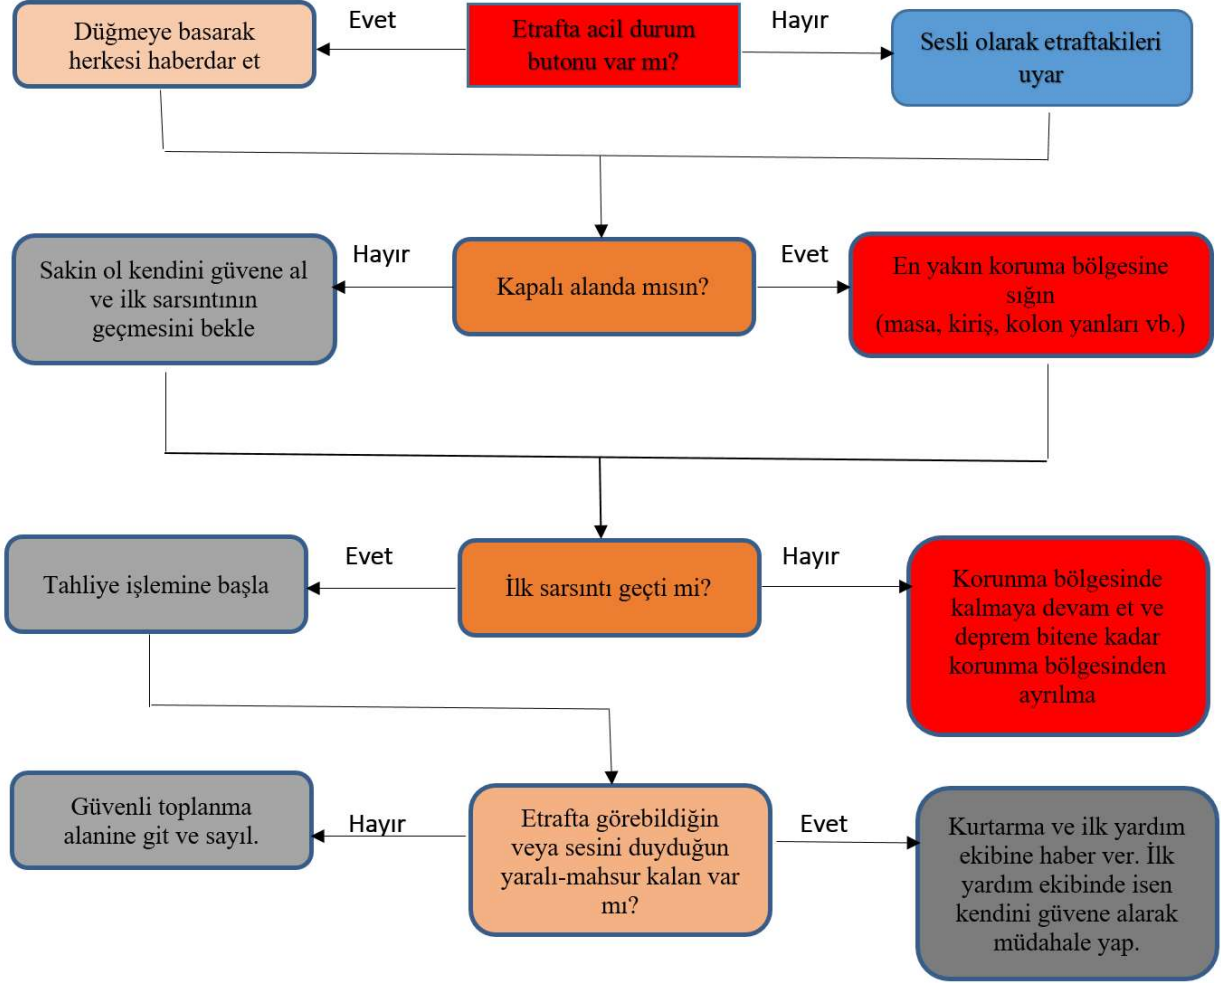 Evet
Hayır
Düğmeye basarak
herkesi haberdar et
Etrafta acil durum
butonu var mı?
Sesli olarak etraftakileri
uyar
Hayır
Evet
Sakin ol kendini güvene al
ve ilk sarsıntının
geçmesini bekle
Kapalı alanda mısın?
En yakın koruma bölgesine
sığın
(masa, kiriş, kolon yanları vb.)
Evet
Hayır
Tahliye işlemine başla
İlk sarsıntı geçti mi?
Korunma bölgesinde
kalmaya devam et ve
deprem bitene kadar
korunma bölgesinden
ayrılma
Güvenli toplanma
alanine git ve sayıl.
Hayır
Etrafta görebildiğin
veya sesini duyduğun
yaralı-mahsur kalan var
mı?
Evet
Kurtarma ve ilk yardım
ekibine haber ver. İlk
yardım ekibinde isen
kendini güvene alarak
müdahale yap.